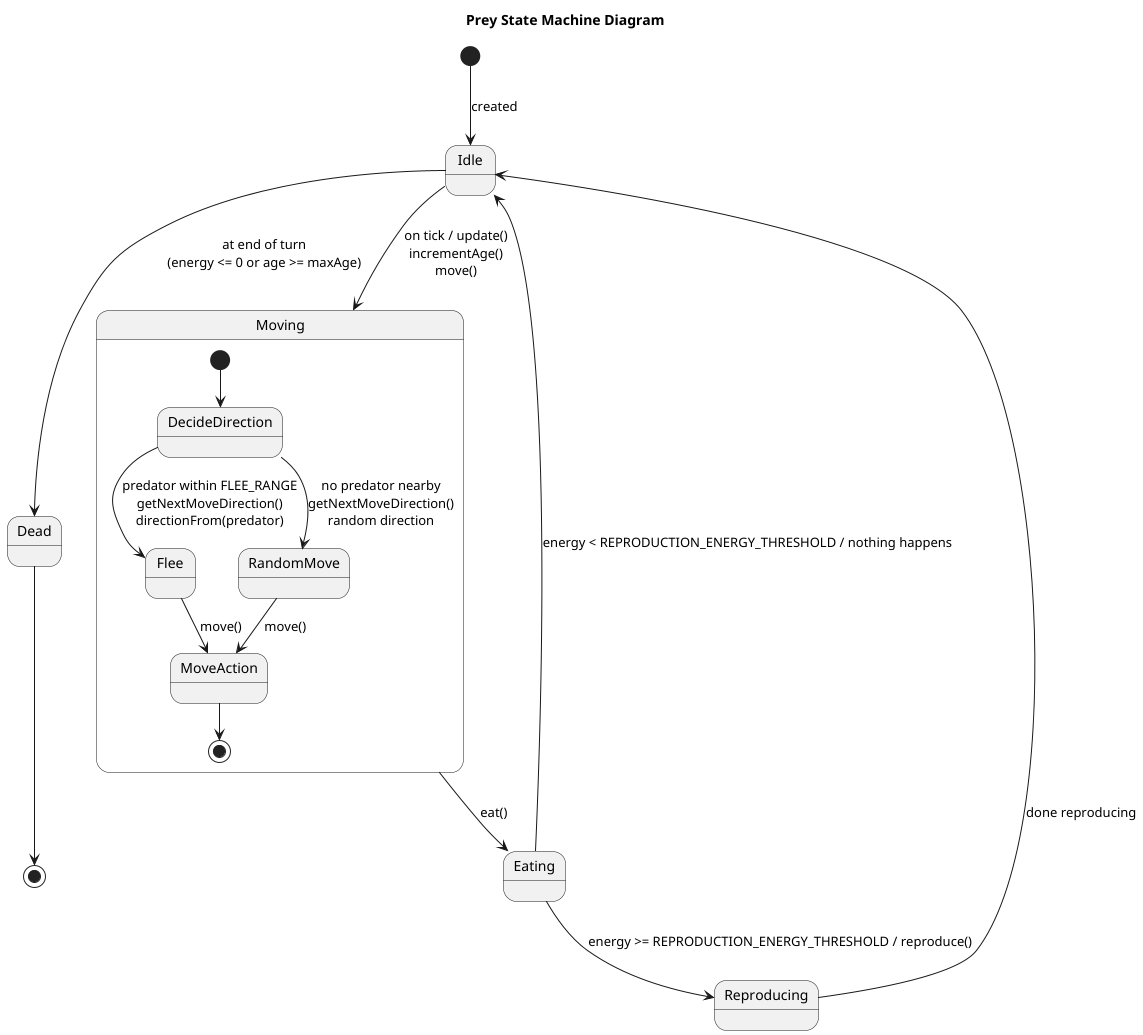 Prey State Machine Diagram
created
Idle
at end of turn
(energy <= 0 or age >= maxAge)
on tick / update()
incrementAge()
move()
Moving
DecideDirection
predator within FLEE_RANGE
getNextMoveDirection()
directionFrom(predator)
no predator nearby
getNextMoveDirection()
random direction
Dead
energy < REPRODUCTION_ENERGY_THRESHOLD / nothing happens
Flee
RandomMove
move()
move()
MoveAction
eat()
done reproducing
Eating
energy >= REPRODUCTION_ENERGY_THRESHOLD / reproduce()
Reproducing